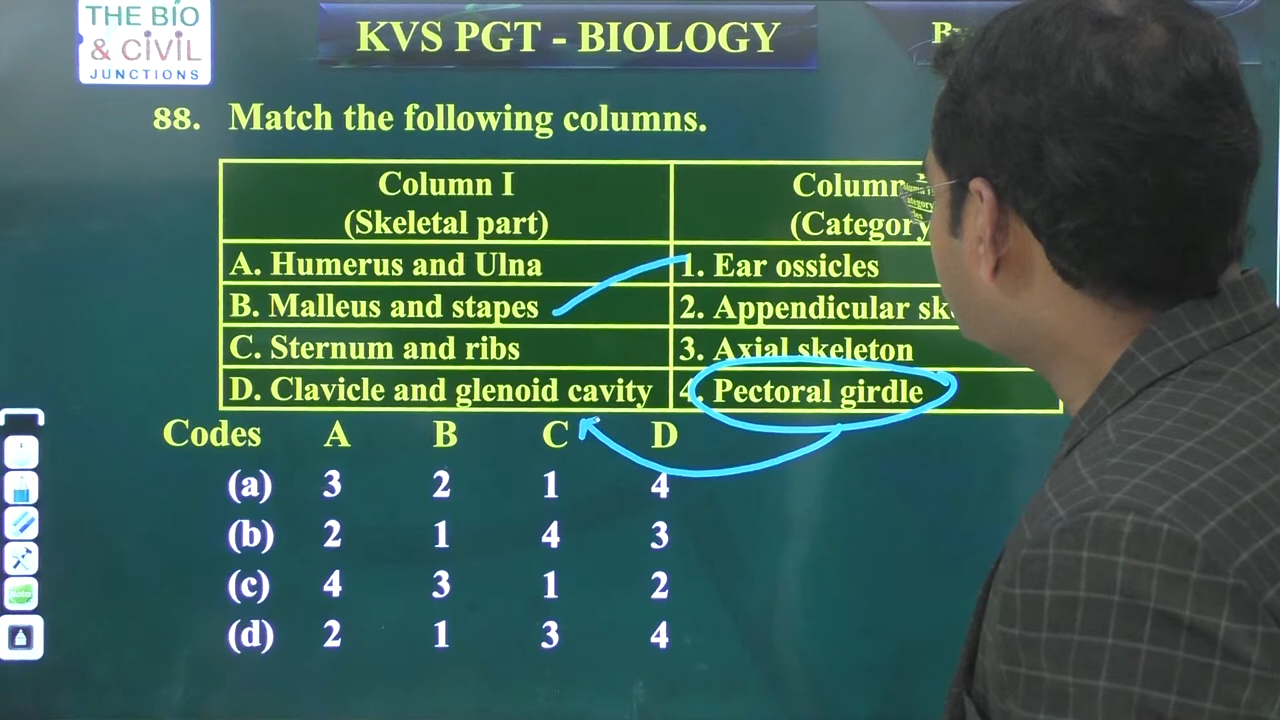 THE BIO
& CIVIL
JUNCTIONS
KVS PGT - BIOLOGY
88. Match the following columns.
Column I
(Skeletal part)
Column
(Category
A. Humerus and Ulna
1. Ear ossicles
B. Malleus and stapes
2. Appendicular
C. Sternum and ribs
3. Axial skeleton
D. Clavicle and glenoid cavity
4. Pectoral girdle
Codes A B C D
(a) 3 2 1 4
(b) 2 1 4 3
(c) 4 3 1 2
(d) 2 1 3 4